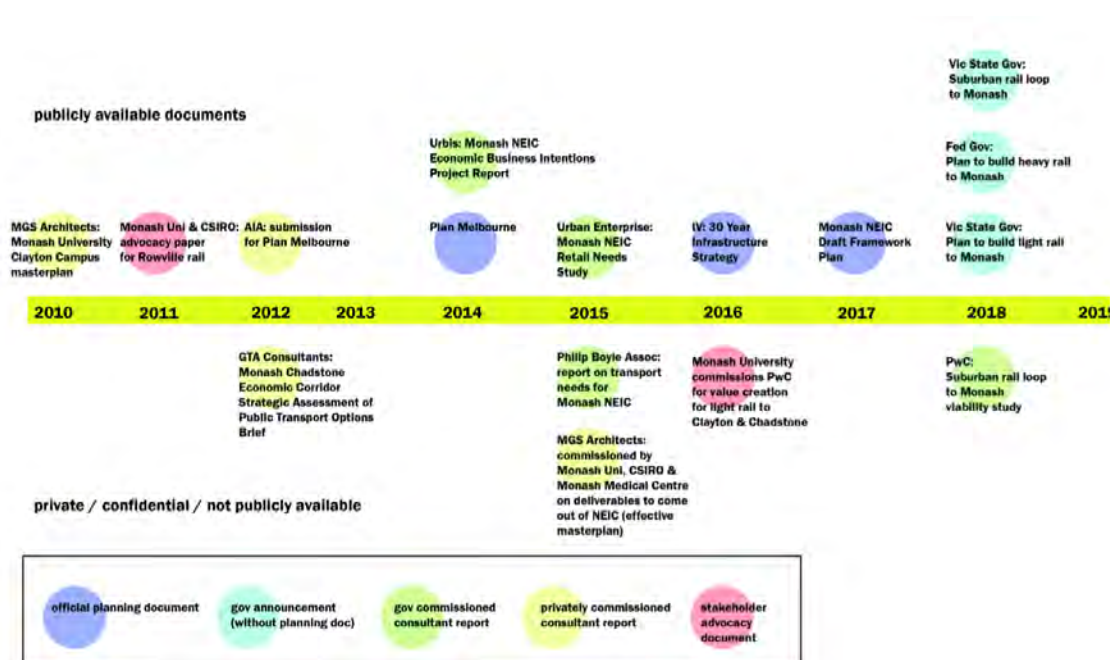 Vic State Gov:
Suburban rail loop
to Monash
publicly available documents
Urbis: Monash NEIC
Economic Business Intentions
Project Report
Fed Gov:
Plan to build heavy rail
to Monash
MGS Architects:
Monash University
Clayton Campus
masterplan
Monash Uni & CSIRO:
advocacy paper
for Rowville rail
AIA: submission
for Plan Melbourne
Plan Melbourne
Urban Enterprise:
Monash NEIC
Retail Needs
Study
IV: 30 Year
Infrastructure
Strategy
Monash NEIC
Draft Framework
Plan
Vic State Gov:
Plan to build light rail
to Monash
2010 2011 2012 2013 2014 2015 2016 2017 2018 2019
GTA Consultants:
Monash Chadstone
Economic Corridor
Strategic Assessment of
Public Transport Options
Brief
Philip Boyle Assoc:
report on transport
needs for
Monash NEIC
Monash University
commissions PwC
for value creation
for light rail to
Clayton & Chadstone
PwC:
Suburban rail loop
to Monash
viability study
MGS Architects:
commissioned by
Monash Uni, CSIRO &
Monash Medical Centre
on deliverables to come
out of NEIC (effective
masterplan)
private / confidential / not publicly available
official planning document
gov announcement
(without planning doc)
gov commissioned
consultant report
privately commissioned
consultant report
stakeholder
advocacy
document